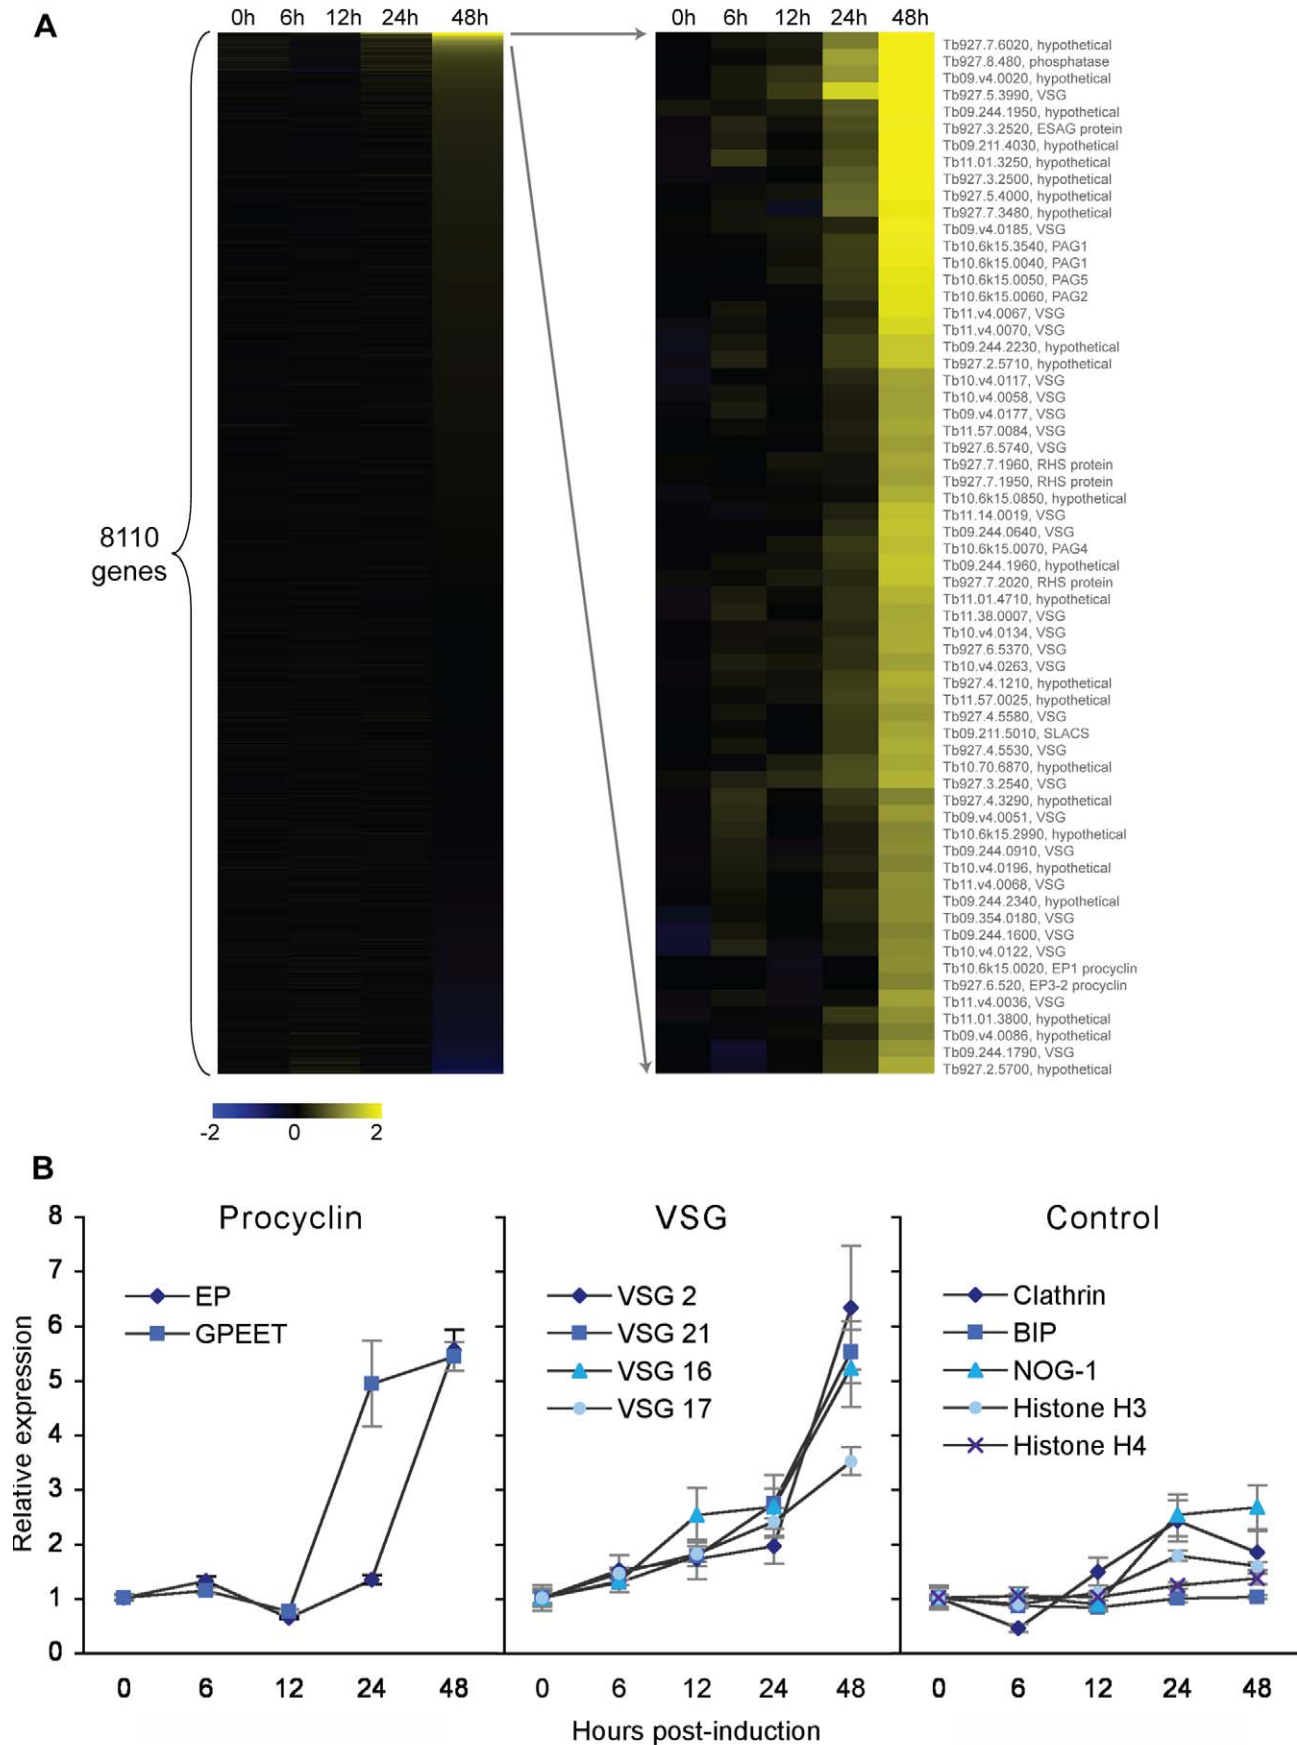 A
0h 6h 12h 24h 48h
0h 6h 12h 24h 48h
8110
genes
Tb927.7.6020, hypothetical
Tb927.8.480, phosphatase
Tb09.v4.0020, hypothetical
Tb927.5.3990, VSG
Tb09.244.1950, hypothetical
Tb927.3.2520, ESAG protein
Tb09.211.4030, hypothetical
Tb11.01.3250, hypothetical
Tb927.3.2500, hypothetical
Tb927.5.4000, hypothetical
Tb927.7.3480, hypothetical
Tb09.v4.0185, VSG
Tb10.6k15.3540, PAG1
Tb10.6k15.0040, PAG1
Tb10.6k15.0050, PAG5
Tb10.6k15.0060, PAG2
Tb11.v4.0067, VSG
Tb11.v4.0070, VSG
Tb09.244.2230, hypothetical
Tb927.2.5710, hypothetical
Tb10.v4.0117, VSG
Tb10.v4.0058, VSG
Tb09.v4.0177, VSG
Tb11.57.0084, VSG
Tb927.6.5740, VSG
Tb927.7.1960, RHS protein
Tb927.7.1950, RHS protein
Tb10.6k15.0850, hypothetical
Tb11.14.0019, VSG
Tb09.244.0640, VSG
Tb10.6k15.0070, PAG4
Tb09.244.1960, hypothetical
Tb927.7.2020, RHS protein
Tb11.01.4710, hypothetical
Tb11.38.0007, VSG
Tb10.v4.0134, VSG
Tb927.6.5370, VSG
Tb10.v4.0263, VSG
Tb927.4.1210, hypothetical
Tb11.57.0025, hypothetical
Tb927.4.5580, VSG
Tb09.211.5010, SLACS
Tb927.4.5530, VSG
Tb10.70.6870, hypothetical
Tb927.3.2540, VSG
Tb927.4.3290, hypothetical
Tb09.v4.0051, VSG
Tb10.6k15.2990, hypothetical
Tb09.244.0910, VSG
Tb10.v4.0196, hypothetical
Tb11.v4.0068, VSG
Tb09.244.2340, hypothetical
Tb09.354.0180, VSG
Tb09.244.1600, VSG
Tb10.v4.0122, VSG
Tb10.6k15.0020, EP1 procyclin
Tb927.6.520, EP3-2 procyclin
Tb11.v4.0036, VSG
Tb11.01.3800, hypothetical
Tb09.v4.0086, hypothetical
Tb09.244.1790, VSG
Tb927.2.5700, hypothetical
-2 0 2
B
Relative expression
8
7
6
5
4
3
2
1
0
Procyclin
EP
GPEET
0 6 12 24 48
VSG
VSG 2
VSG 21
VSG 16
VSG 17
0 6 12 24 48
Control
Clathrin
BIP
NOG-1
Histone H3
Histone H4
0 6 12 24 48
Hours post-induction